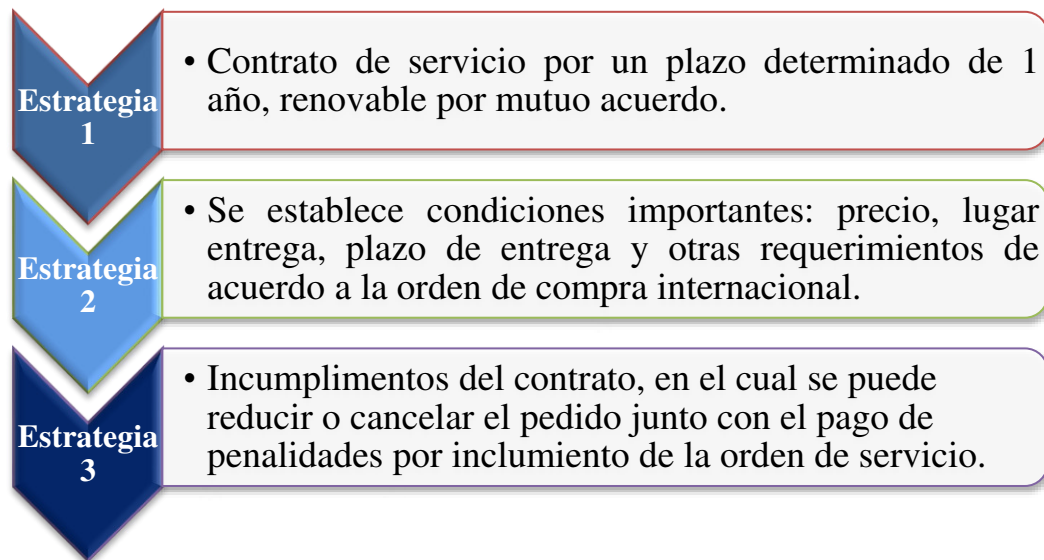 Estrategia
1
• Contrato de servicio por un plazo determinado de 1
año, renovable por mutuo acuerdo.
Estrategia
2
• Se establece condiciones importantes: precio, lugar
entrega, plazo de entrega y otras requerimientos de
acuerdo a la orden de compra internacional.
Estrategia
3
• Incumplimentos del contrato, en el cual se puede
reducir o cancelar el pedido junto con el pago de
penalidades por inclumiento de la orden de servicio.